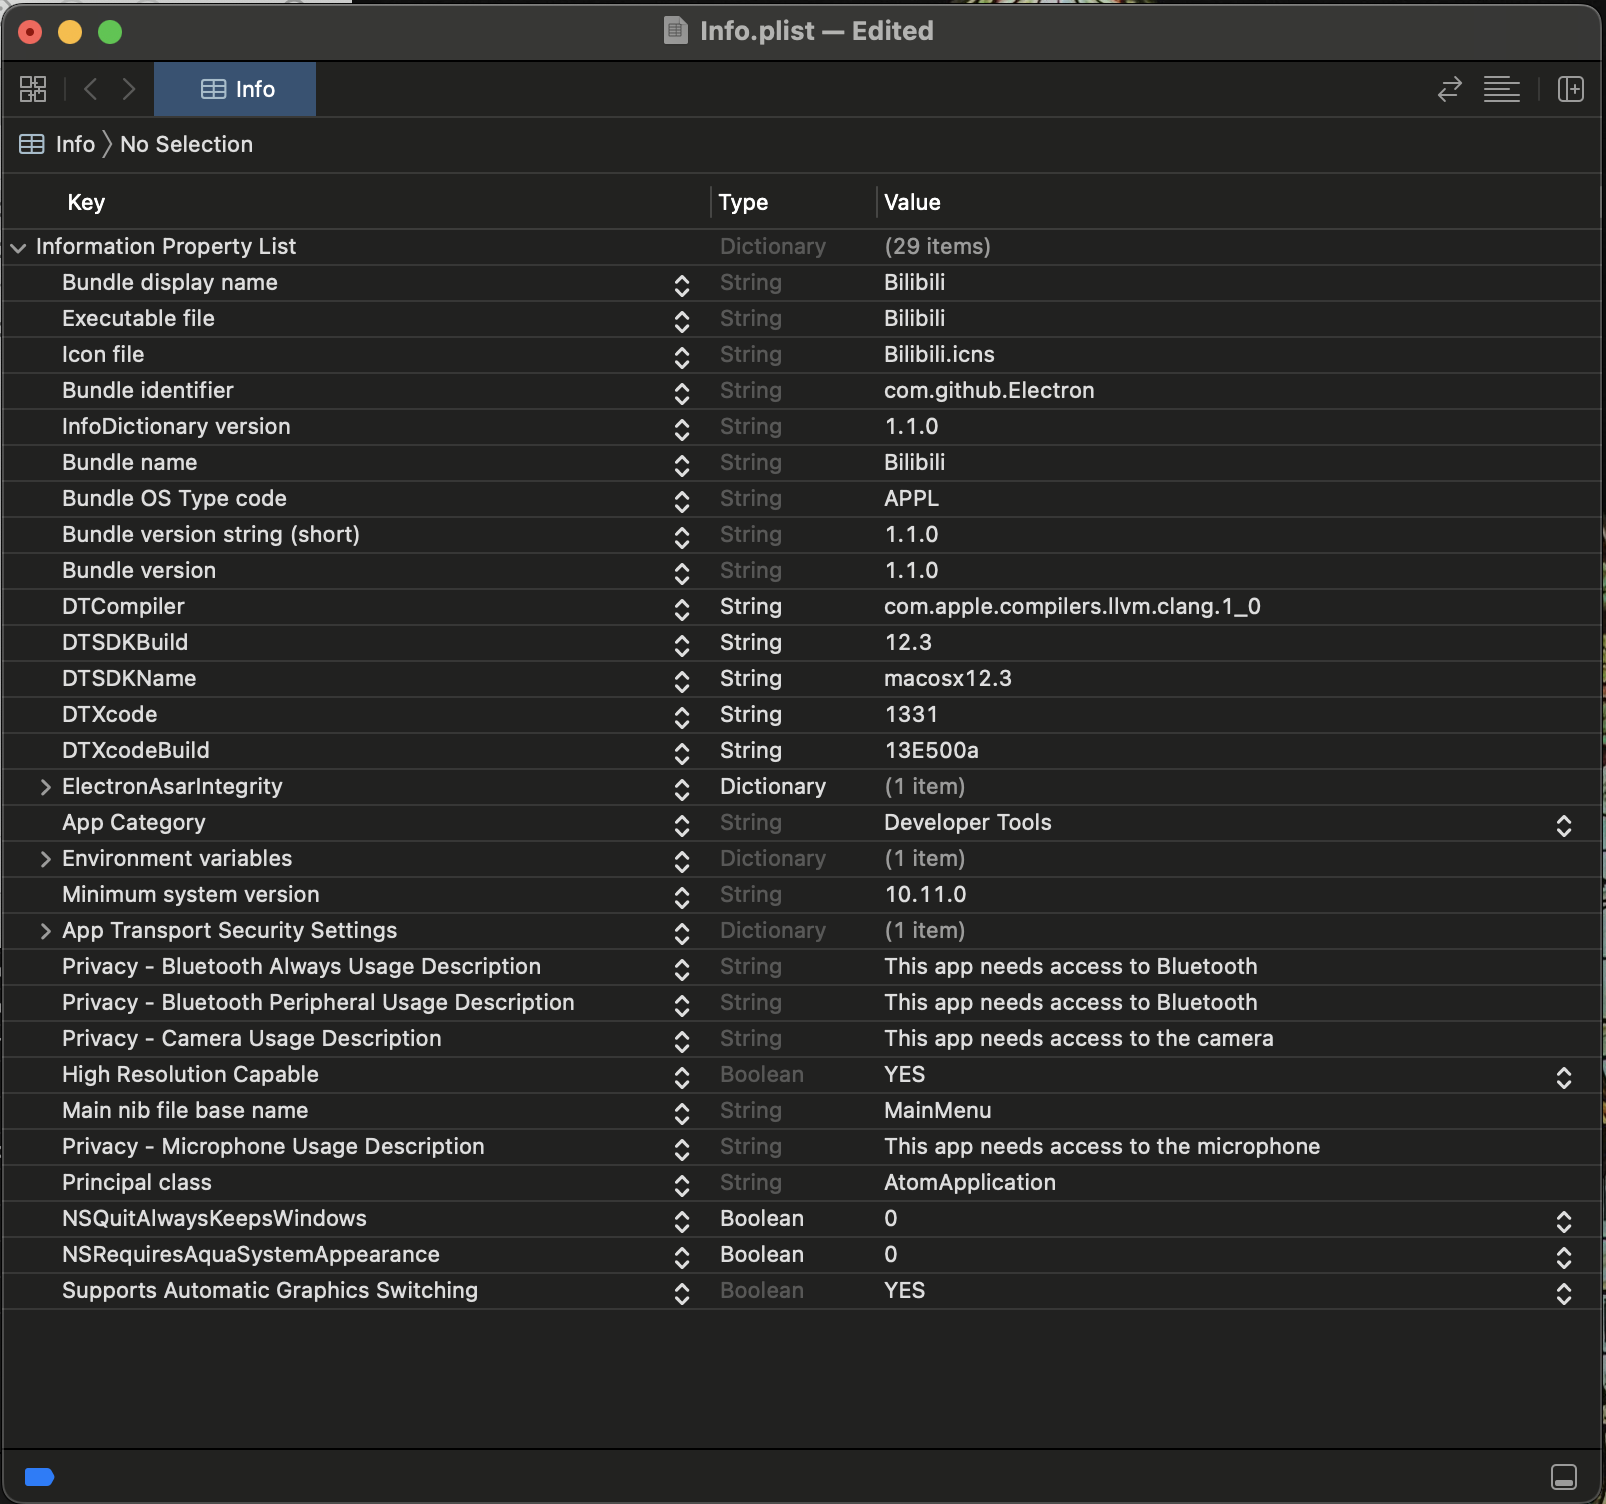 Info.plist — Edited
Info
Info No Selection
Key Type Value
Information Property List Dictionary (29 items)
Bundle display name String Bilibili
Executable file String Bilibili
Icon file String Bilibili.icns
Bundle identifier String com.github.Electron
InfoDictionary version String 1.1.0
Bundle name String Bilibili
Bundle OS Type code String APPL
Bundle version string (short) String 1.1.0
Bundle version String 1.1.0
DTCompiler String com.apple.compilers.llvm.clang.1_0
DTSDKBuild String 12.3
DTSDKName String macosx12.3
DTXcode String 1331
DTXcodeBuild String 13E500a
ElectronAsarIntegrity Dictionary (1 item)
App Category String Developer Tools
Environment variables Dictionary (1 item)
Minimum system version String 10.11.0
App Transport Security Settings Dictionary (1 item)
Privacy - Bluetooth Always Usage Description String This app needs access to Bluetooth
Privacy - Bluetooth Peripheral Usage Description String This app needs access to Bluetooth
Privacy - Camera Usage Description String This app needs access to the camera
High Resolution Capable Boolean YES
Main nib file base name String MainMenu
Privacy - Microphone Usage Description String This app needs access to the microphone
Principal class String AtomApplication
NSQuitAlwaysKeepsWindows Boolean 0
NSRequiresAquaSystemAppearance Boolean 0
Supports Automatic Graphics Switching Boolean YES